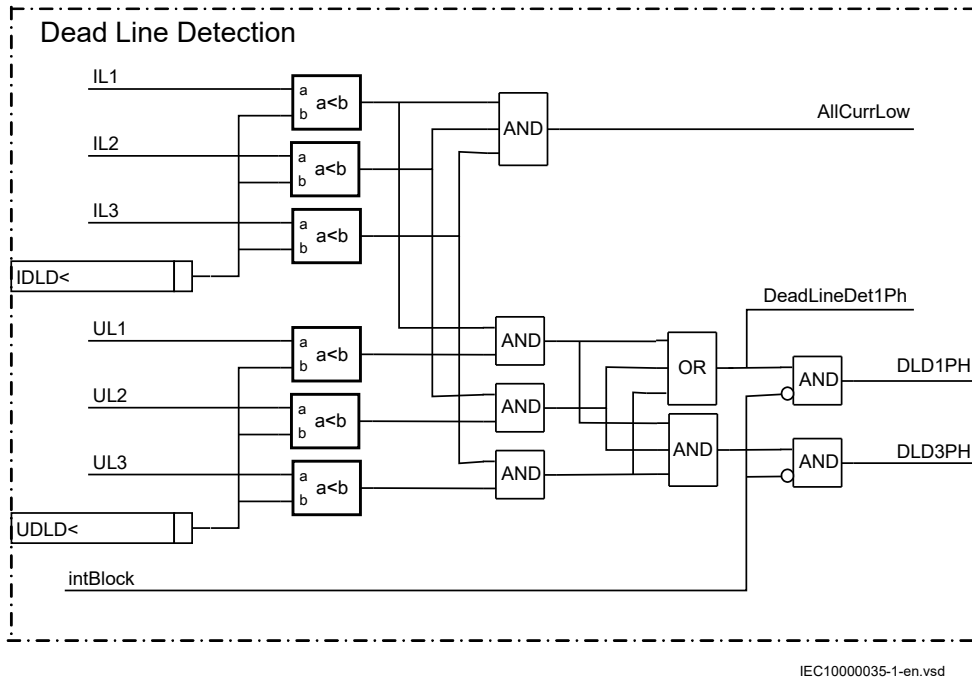 Dead Line Detection
IL1
a
b
a<b
IL2
a
b
a<b
IL3
a
b
a<b
IDLD<
AND
AllCurrLow
UL1
a
b
a<b
UL2
a
b
a<b
UL3
a
b
a<b
UDLD<
AND
AND
AND
OR
AND
DeadLineDet1Ph
AND
DLD1PH
AND
DLD3PH
intBlock
IEC10000035-1-en.vsd